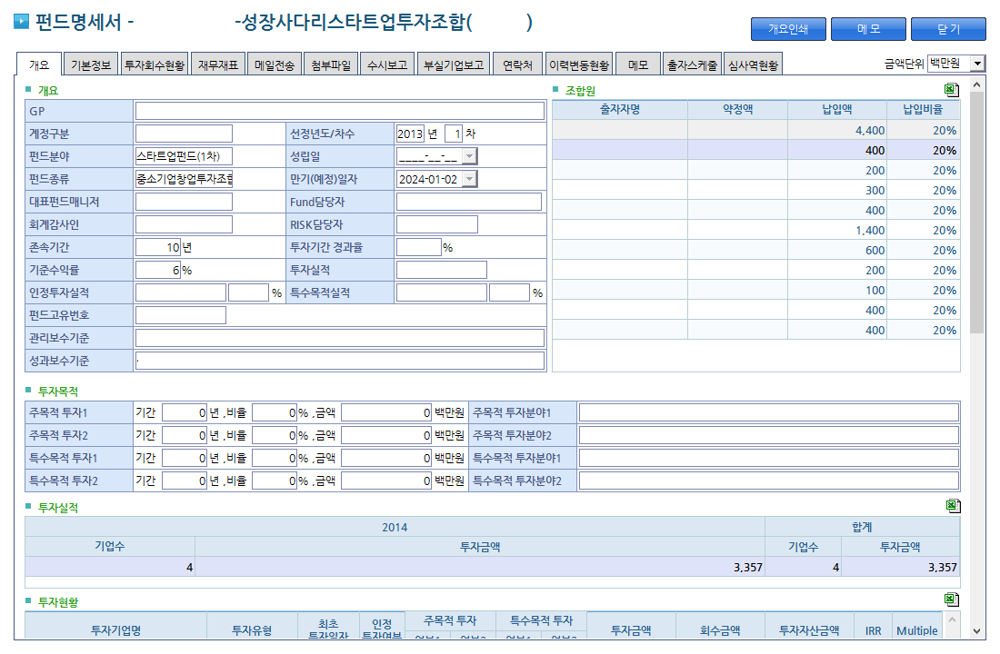 펀드명세서 - -성장사다리스타트업투자조합( )
개요인쇄 메 모 닫 기
개요 기본정보 투자회수현황 재무재표 메일전송 첨부파일 수시보고 부실기업보고 연락처 이력변동현황 메모 출자스케줄 심사역현황 금액단위 백만원
개요
GP
계정구분 선정년도/차수 2013 년 1 차
펀드분야 스타트업펀드(1차) 성립일 ____-__-__
펀드종류 중소기업창업투자조합 만기(예정)일자 2024-01-02
대표펀드매니저 Fund담당자
회계감사인 RISK담당자
존속기간 10 년 투자기간 경과율 %
기준수익률 6 % 투자실적
인정투자실적 % 특수목적실적 %
펀드고유번호
관리보수기준
성과보수기준 .
조합원
출자자명 약정액 납입액 납입비율
4,400 20%
400 20%
200 20%
300 20%
400 20%
1,400 20%
600 20%
200 20%
100 20%
400 20%
400 20%
투자목적
주목적 투자1 기간 0 년 ,비율 0 % ,금액 0 백만원 주목적 투자분야1
주목적 투자2 기간 0 년 ,비율 0 % ,금액 0 백만원 주목적 투자분야2
특수목적 투자1 기간 0 년 ,비율 0 % ,금액 0 백만원 특수목적 투자분야1
특수목적 투자2 기간 0 년 ,비율 0 % ,금액 0 백만원 특수목적 투자분야2
투자실적
2014 합계
기업수 투자금액 기업수 투자금액
4 3,357 4 3,357
투자현황
투자기업명 투자유형 최초 투자일자 인정 투자여부 주목적 투자 특수목적 투자 투자금액 회수금액 투자자산금액 IRR Multiple